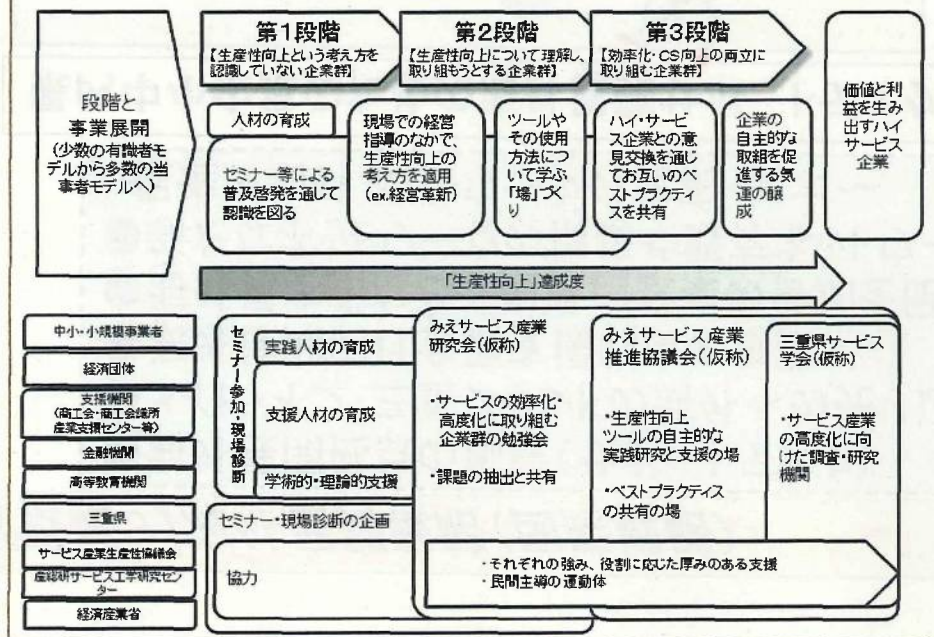 段階と
事業展開
(少数の有識者モ
デルから多数の当
事者モデルへ)
第1段階
【生産性向上という考え方を
認識していない企業群】
第2段階
【生産性向上について理解し、
取り組もうとする企業群】
第3段階
【効率化・CS向上の両立に
取り組む企業群】
価値と利
益を生み
出すハイ
サービス
企業
人材の育成
セミナー等による
普及啓発を通して
認識を図る
現場での経営
指導のなかで、
生産性向上の
考え方を適用
(ex.経営革新)
ツールや
その使用
方法につ
いて学ぶ
「場」づく
り
ハイ・サービ
ス企業との意
見交換を通じ
てお互いのベ
ストプラクティ
スを共有
企業の
自主的な
取組を促
進する気
運の醸
成
「生産性向上」達成度
中小・小規模事業者
経済団体
支援機関
(商工会・商工会議所
産業支援センター等)
金融機関
高等教育機関
三重県
サービス産業生産性協議会
産総研サービス工学研究セン
ター
経済産業省
セミナー参加・現場診断
実践人材の育成
支援人材の育成
学術的・理論的支援
セミナー・現場診断の企画
協力
みえサービス産業
研究会(仮称)
・サービスの効率化・
高度化に取り組む
企業群の勉強会
・課題の抽出と共有
みえサービス産業
推進協議会(仮称)
・生産性向上
ツールの自主的な
実践研究と支援の場
・ベストプラクティス
の共有の場
三重県サービス
学会(仮称)
・サービス産業
の高度化に向
けた調査・研究
機関
・それぞれの強み、役割に応じた厚みのある支援
・民間主導の運動体